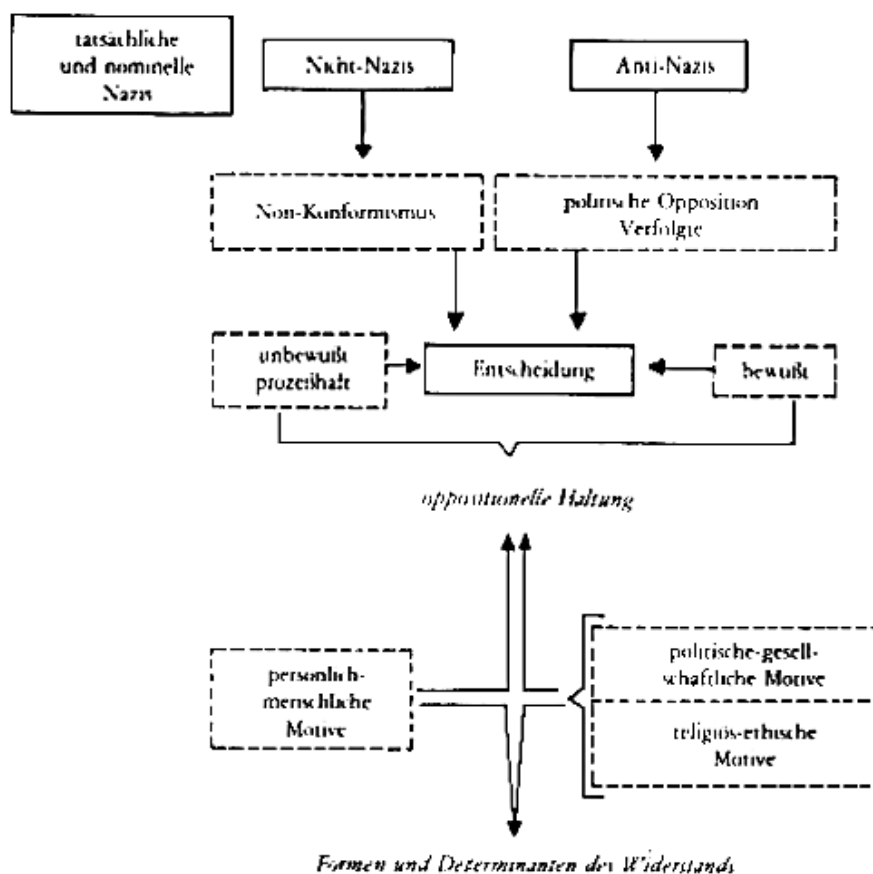 tatsächliche
und nominelle
Nazis
Nicht-Nazis
Anti-Nazis
Non-Konformismus
politische Opposition
Verfolgte
unbewußt
prozeßhaft
Entscheidung
bewußt
oppositionelle Haltung
persönlich-
menschliche
Motive
politische-gesell-
schaftliche Motive
religiös-ethische
Motive
Formen und Determinanten des Widerstands